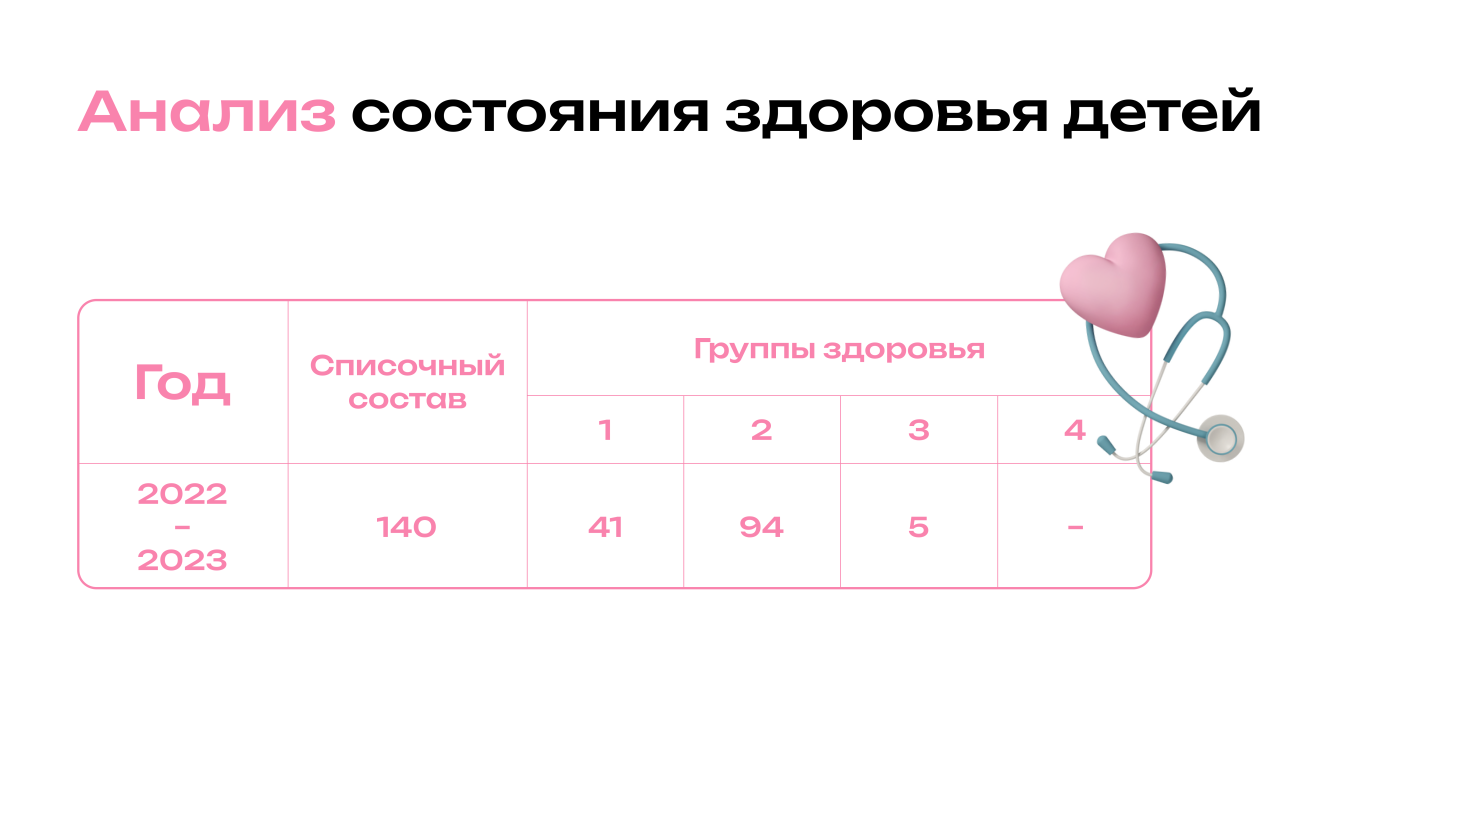 Анализ состояния здоровья детей
Год
Списочный
состав
Группы здоровья
1 2 3 4
2022
–
2023
140 41 94 5 –